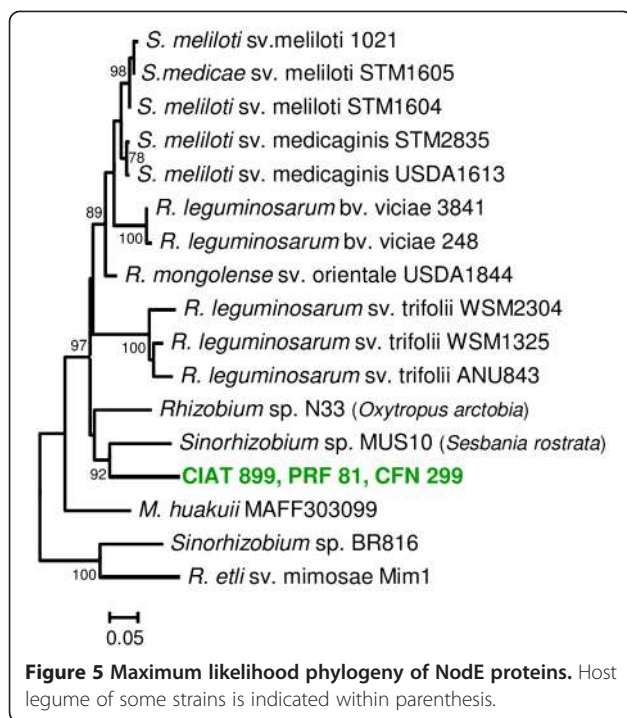 S. meliloti sv.meliloti 1021
98
S.medicae sv. meliloti STM1605
S. meliloti sv. meliloti STM1604
S. meliloti sv. medicaginis STM2835
78
S. meliloti sv. medicaginis USDA1613
R. leguminosarum bv. viciae 3841
89
100
R. leguminosarum bv. viciae 248
R. mongolense sv. orientale USDA1844
R. leguminosarum sv. trifolii WSM2304
97
100
R. leguminosarum sv. trifolii WSM1325
R. leguminosarum sv. trifolii ANU843
Rhizobium sp. N33 (Oxytropus arctobia)
Sinorhizobium sp. MUS10 (Sesbania rostrata)
92
CIAT 899, PRF 81, CFN 299
M. huakuii MAFF303099
Sinorhizobium sp. BR816
100
R. etli sv. mimosae Mim1
0.05
Figure 5 Maximum likelihood phylogeny of NodE proteins. Host
legume of some strains is indicated within parenthesis.